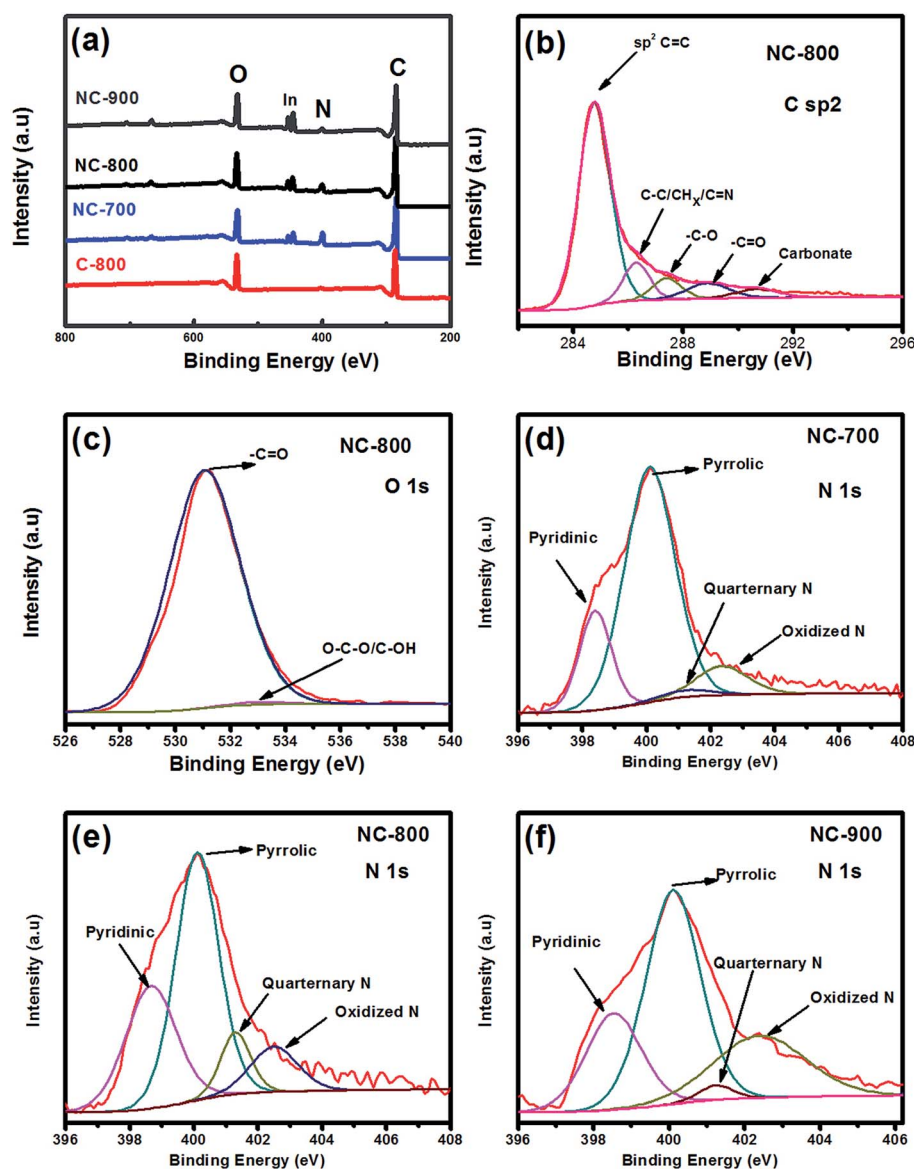 (a)
O
C
NC-900
In
N
NC-800
NC-700
C-800
Intensity (a.u)
800
600
400
200
Binding Energy (eV)
(b)
sp² C=C
NC-800
C sp2
C-C/CHX/C=N
-C-O
-C=O
Carbonate
Intensity (a.u)
284
288
292
296
Binding Energy (eV)
(c)
NC-800
-C=O
O 1s
O-C-O/C-OH
Intensity (a.u)
526
528
530
532
534
536
538
540
Binding Energy (eV)
(d)
NC-700
Pyrrolic
N 1s
Pyridinic
Quarternary N
Oxidized N
Intensity (a.u)
396
398
400
402
404
406
408
Binding Energy (eV)
(e)
NC-800
Pyrrolic
N 1s
Pyridinic
Quarternary N
Oxidized N
Intensity (a.u)
396
398
400
402
404
406
408
Binding Energy (eV)
(f)
NC-900
N 1s
Pyrrolic
Pyridinic
Quarternary N
Oxidized N
Intensity (a.u)
396
398
400
402
404
406
Binding Energy (eV)